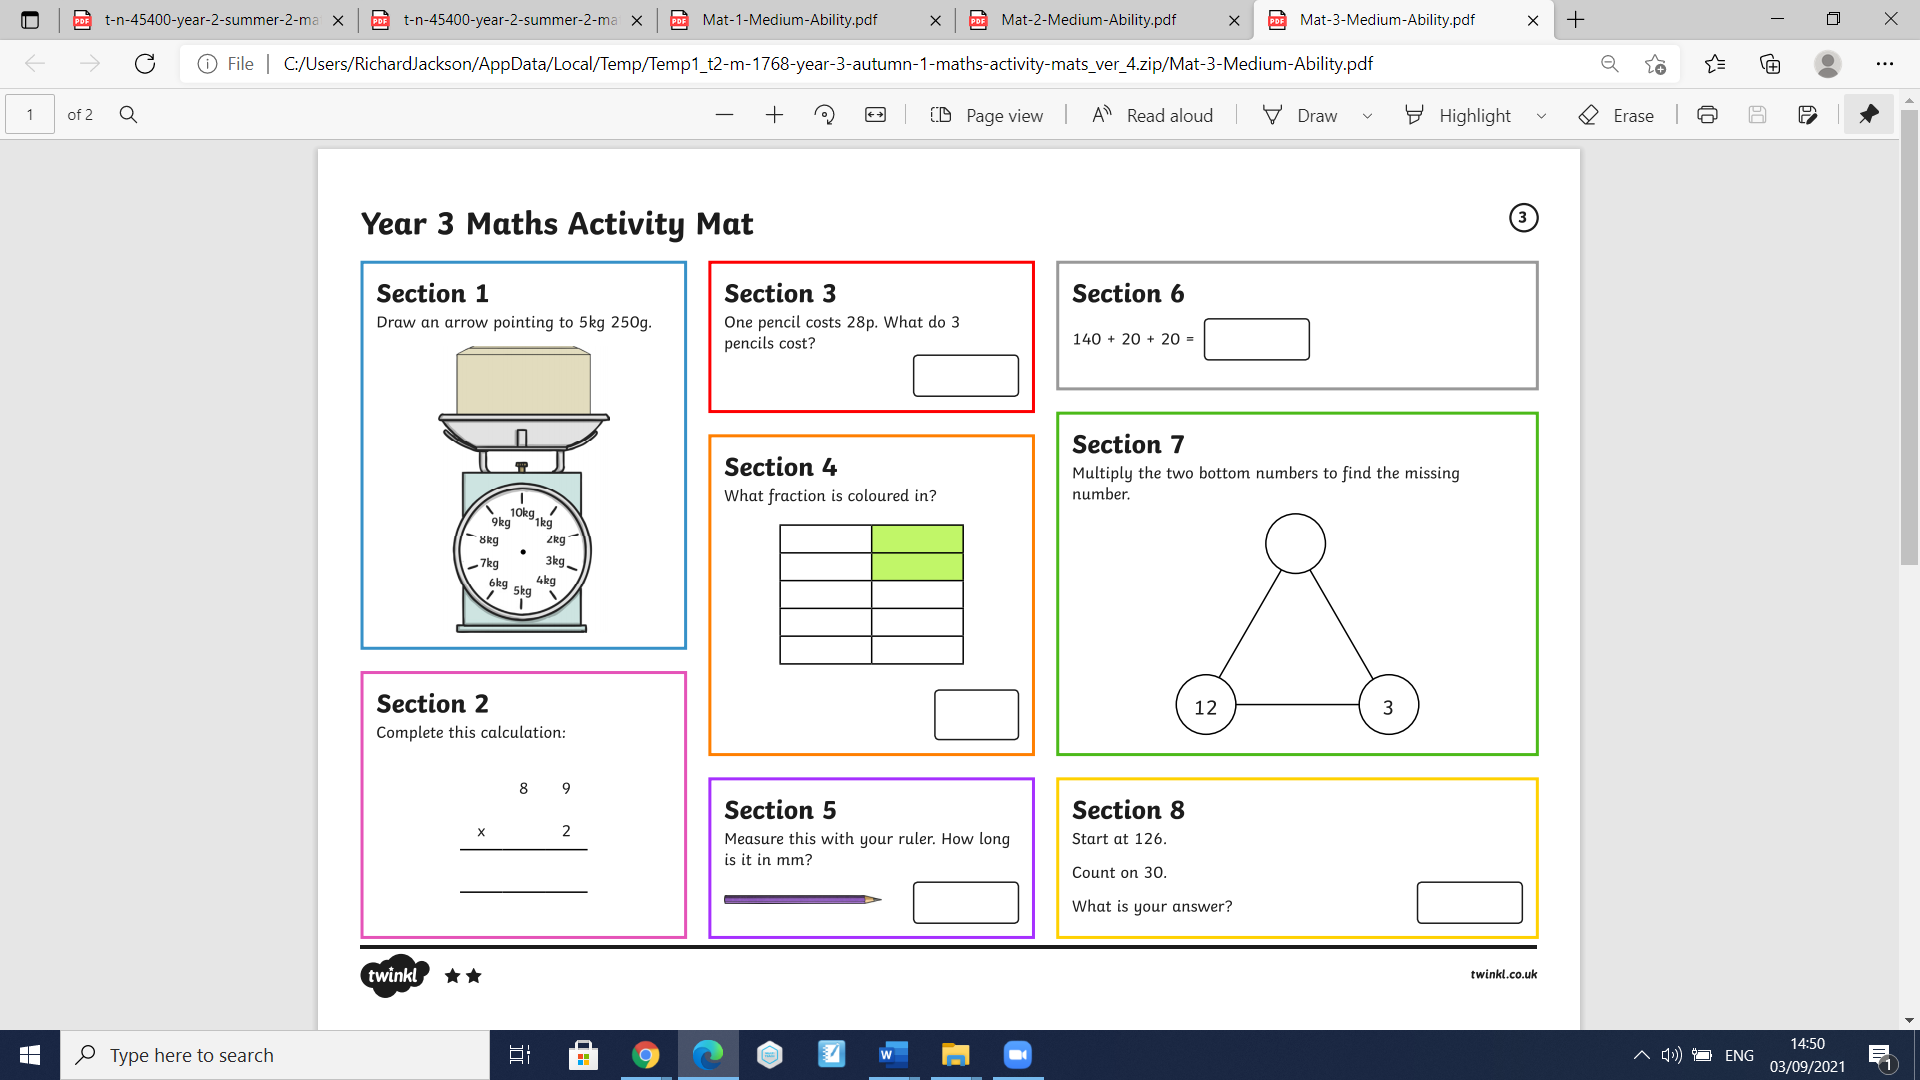 t-n-45400-year-2-summer-2-ma
t-n-45400-year-2-summer-2-ma
Mat-1-Medium-Ability.pdf
Mat-2-Medium-Ability.pdf
Mat-3-Medium-Ability.pdf
File
C:/Users/RichardJackson/AppData/Local/Temp/Temp1_t2-m-1768-year-3-autumn-1-maths-activity-mats_ver_4.zip/Mat-3-Medium-Ability.pdf
1 of 2
Page view
Read aloud
Draw
Highlight
Erase
Year 3 Maths Activity Mat
3
Section 1
Draw an arrow pointing to 5kg 250g.
10kg
9kg 1kg
8kg 2kg
7kg 3kg
6kg 4kg
5kg
Section 2
Complete this calculation:
8 9
x 2
Section 3
One pencil costs 28p. What do 3
pencils cost?
Section 4
What fraction is coloured in?
Section 5
Measure this with your ruler. How long
is it in mm?
Section 6
140 + 20 + 20 =
Section 7
Multiply the two bottom numbers to find the missing
number.
12 3
Section 8
Start at 126.
Count on 30.
What is your answer?
twinkl
twinkl.co.uk
Type here to search
ENG
14:50
03/09/2021
1